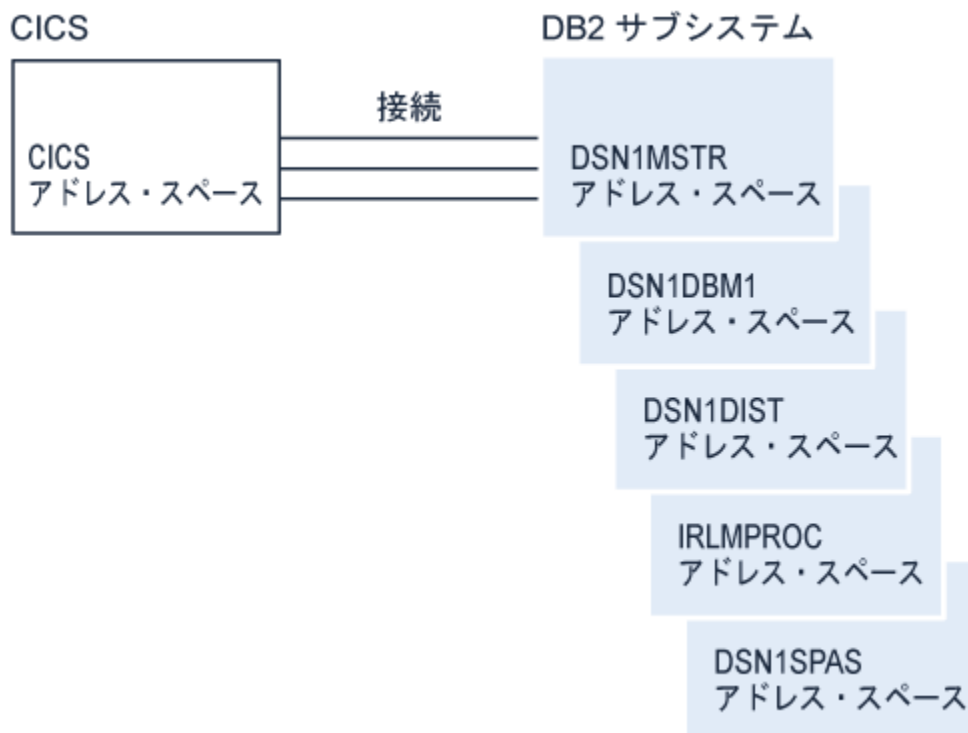 CICS
DB2 サブシステム
接続
CICS
アドレス・スペース
DSN1MSTR
アドレス・スペース
DSN1DBM1
アドレス・スペース
DSN1DIST
アドレス・スペース
IRLMPROC
アドレス・スペース
DSN1SPAS
アドレス・スペース